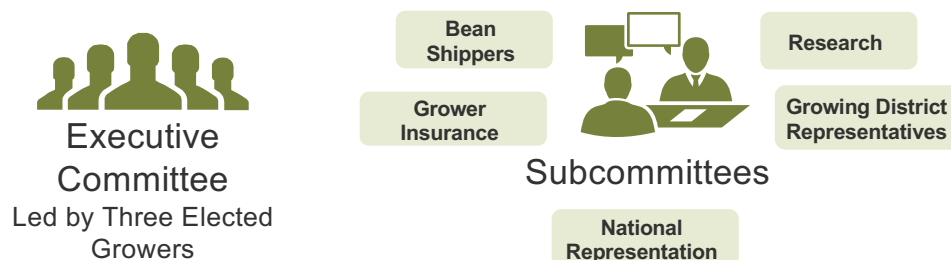 Executive
Committee
Led by Three Elected
Growers
Bean
Shippers
Research
Grower
Insurance
Growing District
Representatives
Subcommittees
National
Representation